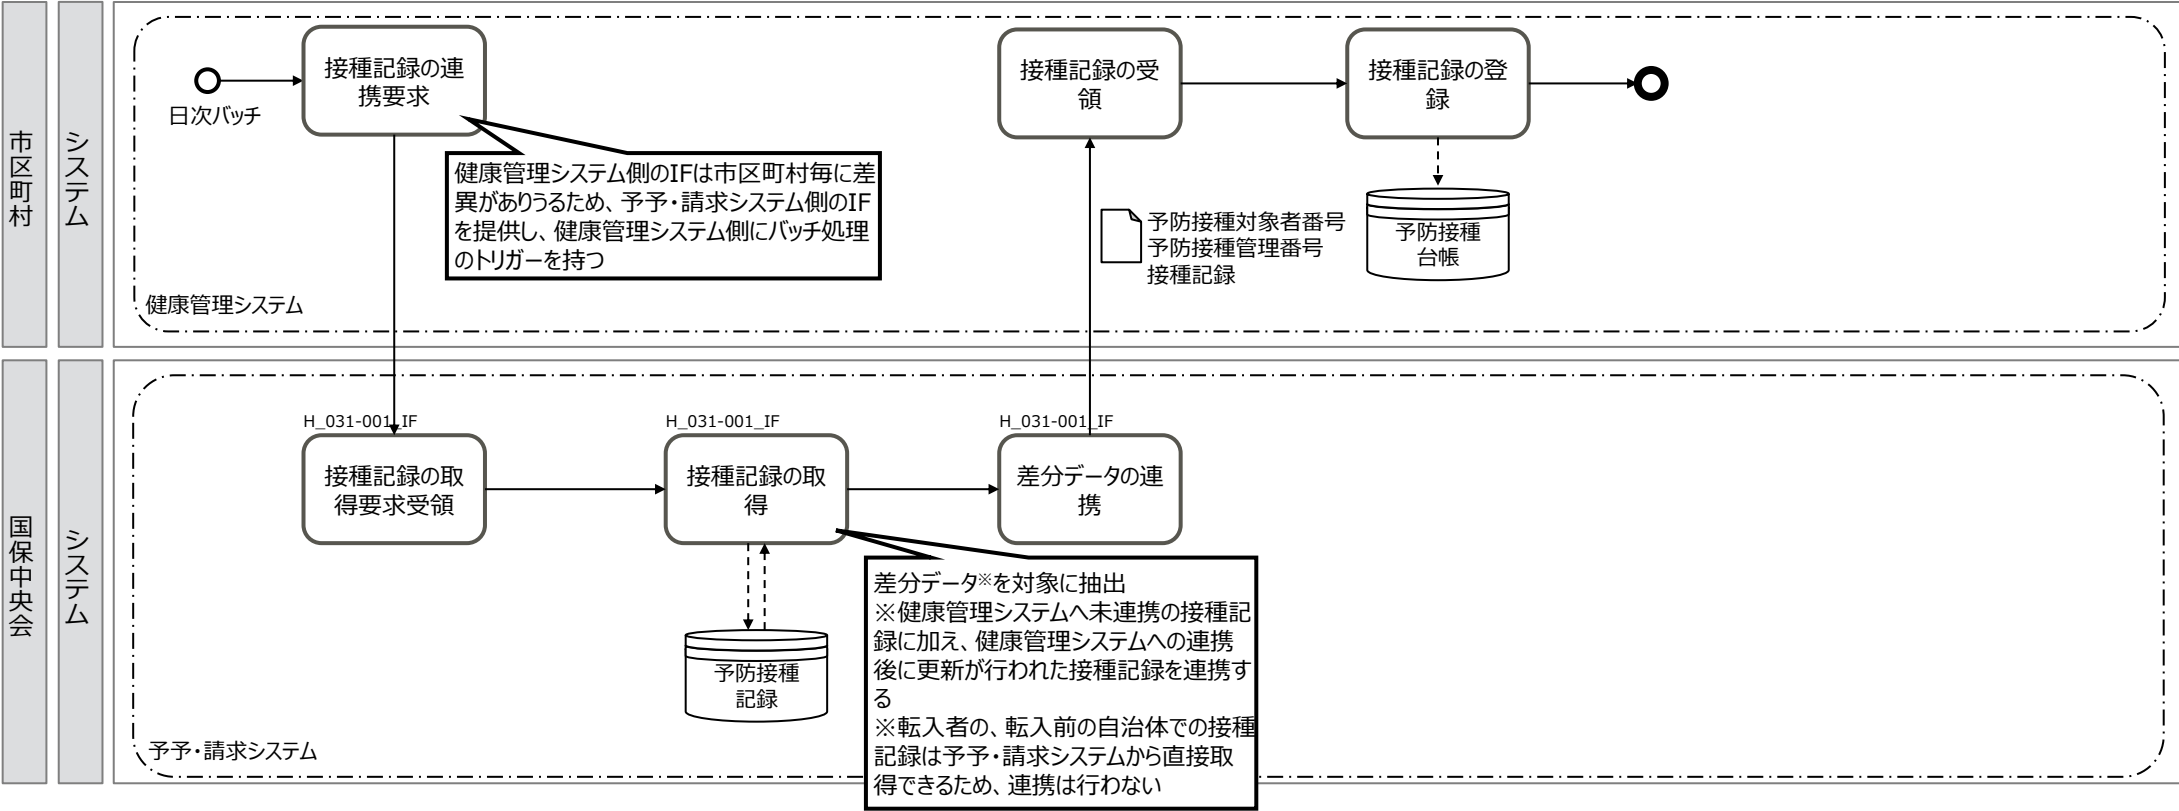 市区町村
システム
接種記録の連
携要求
日次バッチ
健康管理システム側のIFは市区町村毎に差
異がありうるため、予予・請求システム側のIF
を提供し、健康管理システム側にバッチ処理
のトリガーを持つ
接種記録の受
領
接種記録の登
録
予防接種対象者番号
予防接種管理番号
接種記録
予防接種
台帳
健康管理システム
国保中央会
システム
H_031-001_IF
接種記録の取
得要求受領
H_031-001_IF
接種記録の取
得
H_031-001_IF
差分データの連
携
予防接種
記録
差分データ※を対象に抽出
※健康管理システムへ未連携の接種記
録に加え、健康管理システムへの連携
後に更新が行われた接種記録を連携す
る
※転入者の、転入前の自治体での接種
記録は予予・請求システムから直接取
得できるため、連携は行わない
予予・請求システム